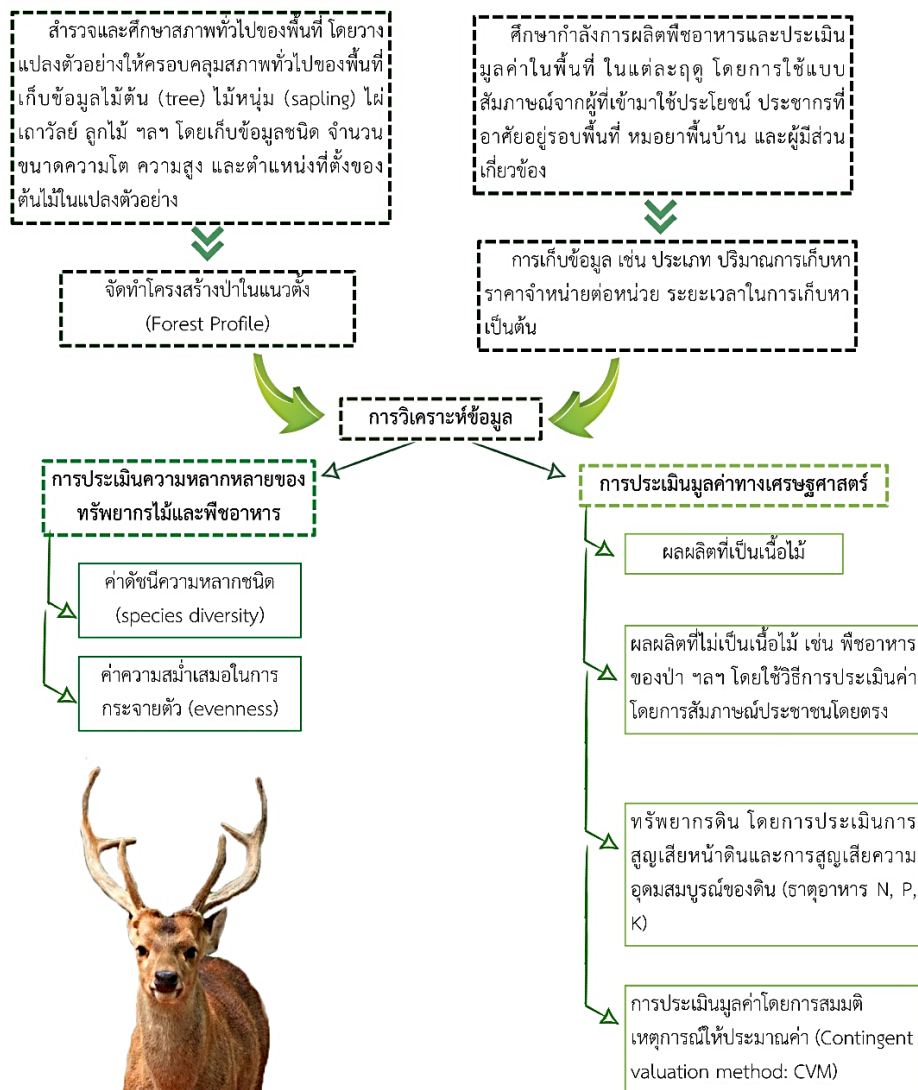 สำรวจและศึกษาสภาพทั่วไปของพื้นที่ โดยวาง
แปลงตัวอย่างให้ครอบคลุมสภาพทั่วไปของพื้นที่
เก็บข้อมูลไม้ต้น (tree) ไม้หนุ่ม (sapling) ไผ่
เถาวัลย์ ลูกไม้ ฯลฯ โดยเก็บข้อมูลชนิด จำนวน
ขนาดความโต ความสูง และตำแหน่งที่ตั้งของ
ต้นไม้ในแปลงตัวอย่าง
จัดทำโครงสร้างป่าในแนวตั้ง
(Forest Profile)
ศึกษากำลังการผลิตพืชอาหารและประเมิน
มูลค่าในพื้นที่ ในแต่ละฤดู โดยการใช้แบบ
สัมภาษณ์จากผู้ที่เข้ามาใช้ประโยชน์ ประชากรที่
อาศัยอยู่รอบพื้นที่ หมอยาพื้นบ้าน และผู้มีส่วน
เกี่ยวข้อง
การเก็บข้อมูล เช่น ประเภท ปริมาณการเก็บหา
ราคาจำหน่ายต่อหน่วย ระยะเวลาในการเก็บหา
เป็นต้น
การวิเคราะห์ข้อมูล
การประเมินความหลากหลายของ
ทรัพยากรไม้และพืชอาหาร
ค่าดัชนีความหลากชนิด
(species diversity)
ค่าความสม่ำเสมอในการ
กระจายตัว (evenness)
การประเมินมูลค่าทางเศรษฐศาสตร์
ผลผลิตที่เป็นเนื้อไม้
ผลผลิตที่ไม่เป็นเนื้อไม้ เช่น พืชอาหาร
ของป่า ฯลฯ โดยใช้วิธีการประเมินค่า
โดยการสัมภาษณ์ประชาชนโดยตรง
ทรัพยากรดิน โดยการประเมินการ
สูญเสียหน้าดินและการสูญเสียความ
อุดมสมบูรณ์ของดิน (ธาตุอาหาร N, P,
K)
การประเมินมูลค่าโดยการสมมติ
เหตุการณ์ให้ประมาณค่า (Contingent
valuation method: CVM)